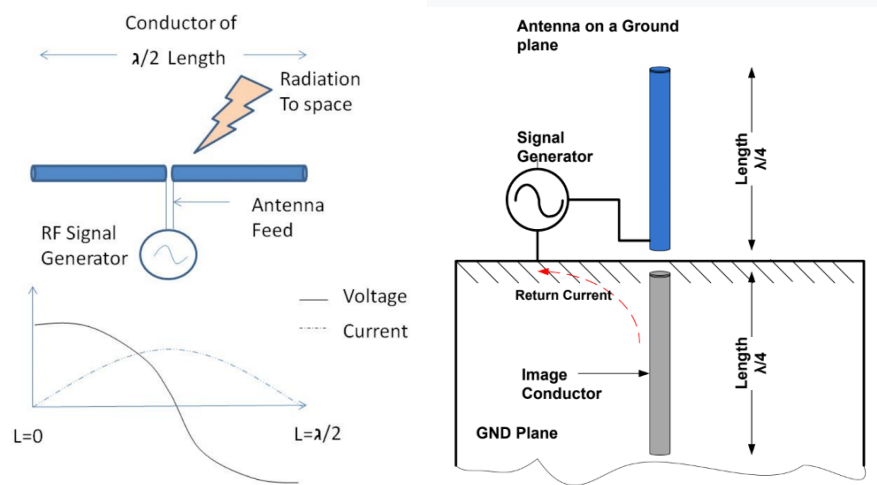 Conductor of
λ/2 Length
Radiation
To space
Antenna
Feed
RF Signal
Generator
Voltage
Current
L=0
L=λ/2
Antenna on a Ground
plane
Signal
Generator
Length
λ/4
Return Current
Image
Conductor
Length
λ/4
GND Plane